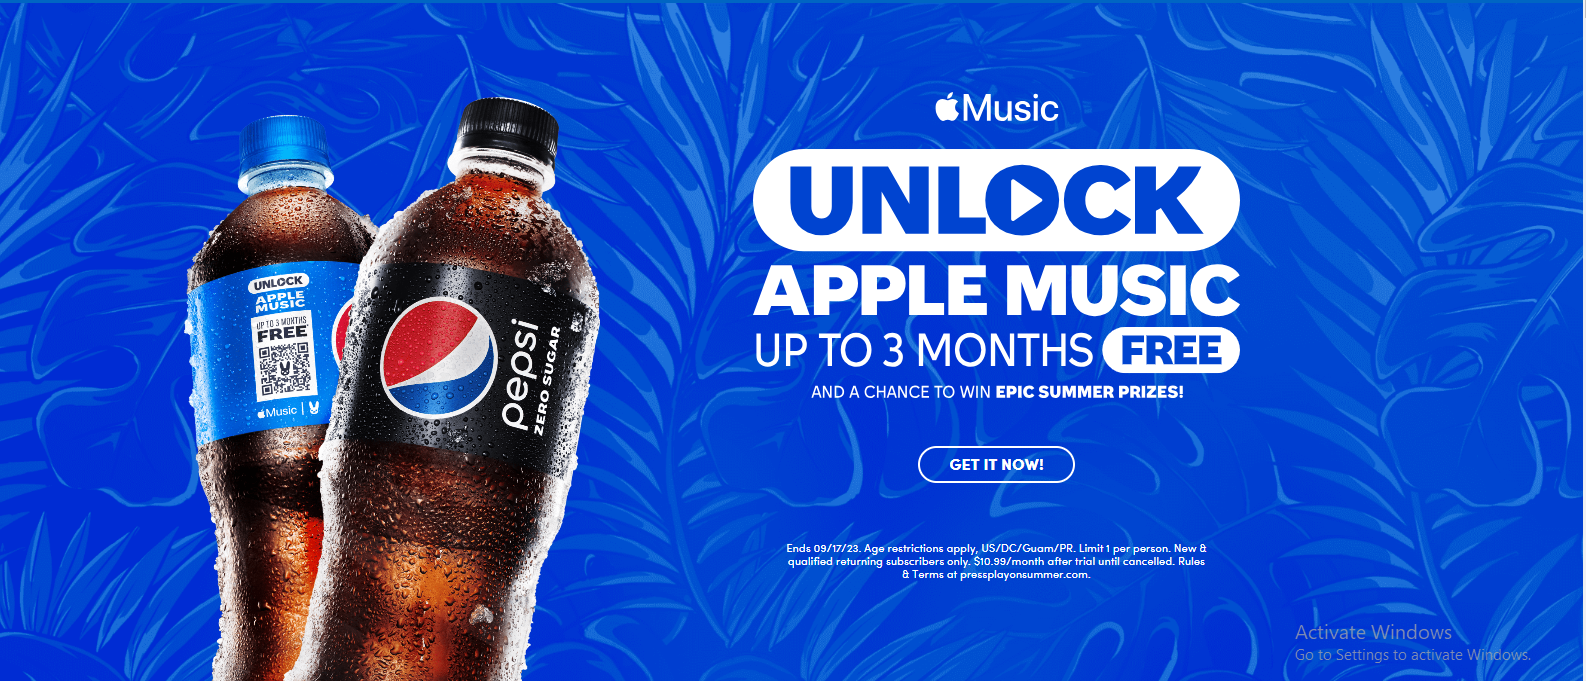 Music
UNLOCK
APPLE MUSIC
UP TO 3 MONTHS FREE
AND A CHANCE TO WIN EPIC SUMMER PRIZES!
GET IT NOW!
Ends 09/17/23. Age restrictions apply, US/DC/Guam/PR. Limit 1 per person. New &
qualified returning subscribers only. $10.99/month after trial until cancelled. Rules
& Terms at pressplayonsummer.com.
UNLOCK
APPLE
MUSIC
UP TO 3 MONTHS
FREE
Music
pepsi
ZERO SUGAR
Activate Windows
Go to Settings to activate Windows.